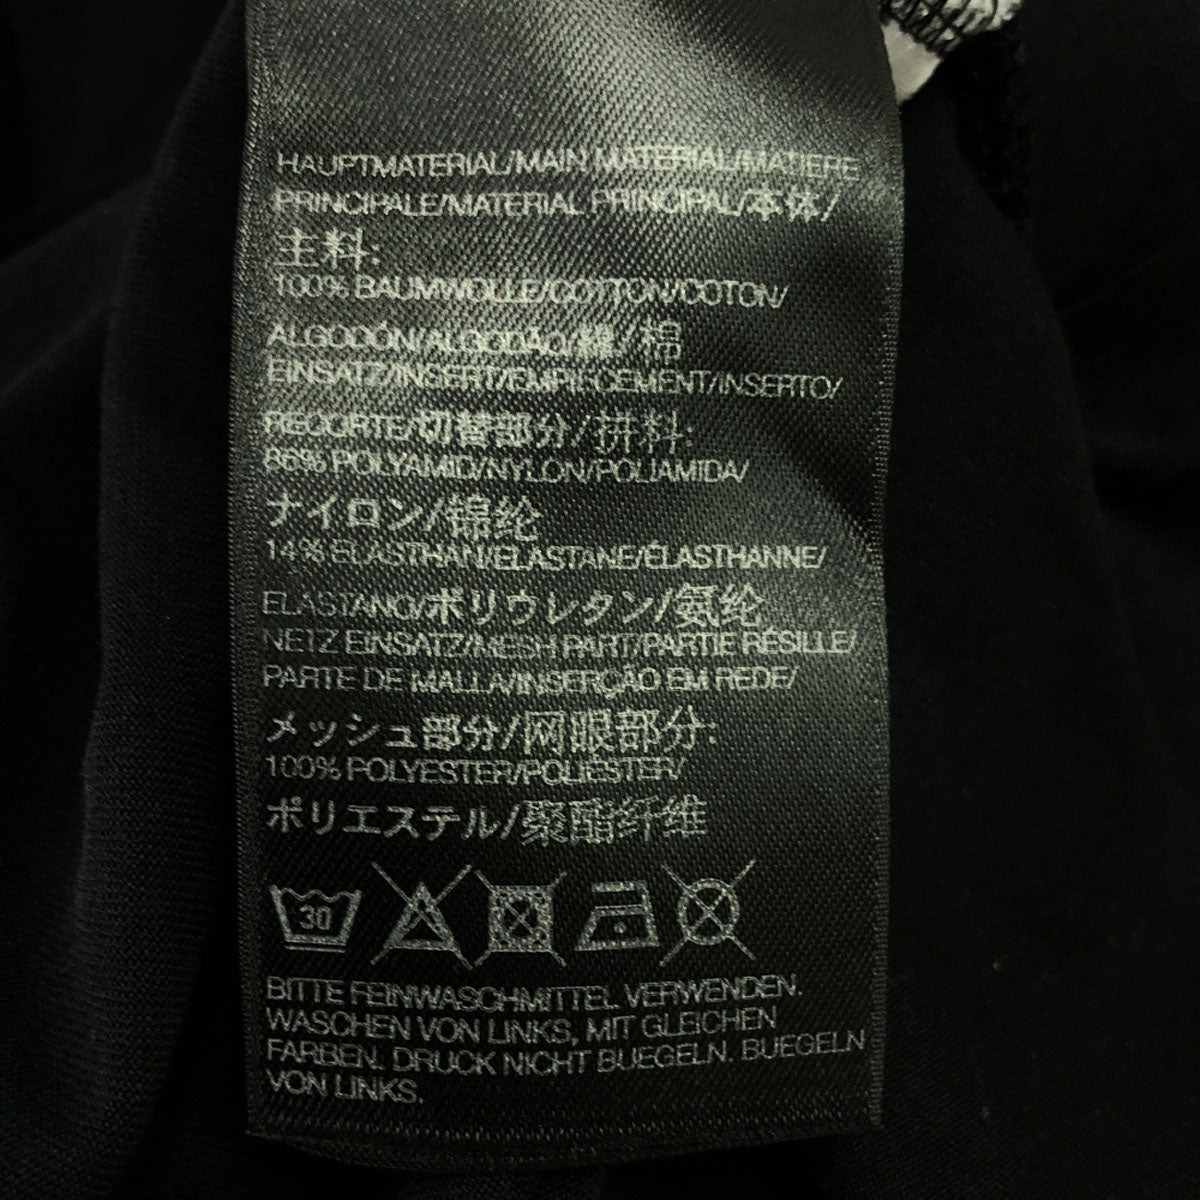 HAUPTMATERIAL/MAIN MATERIAL/MATIERE
PRINCIPALE/MATERIAL PRINCIPAL/本体/
主料:
100% BAUMWOLLE/COTTON/COTON/
ALGODÓN/ALGODÃO/綿/棉
EINSATZ/INSERT/EMPIECEMENT/INSERTO/
RECORTE/切替部分/拼料:
86% POLYAMID/NYLON/POLIAMIDA/
ナイロン/锦纶
14% ELASTHAN/ELASTANE/ÉLASTHANNE/
ELASTANO/ポリウレタン/氨纶
NETZ EINSATZ/MESH PART/PARTIE RÉSILLE/
PARTE DE MALLA/INSERÇÃO EM REDE/
メッシュ部分/网眼部分:
100% POLYESTER/POLIÉSTER/
ポリエステル/聚酯纤维
30
BITTE FEINWASCHMITTEL VERWENDEN.
WASCHEN VON LINKS, MIT GLEICHEN
FARBEN. DRUCK NICHT BUEGELN. BUEGELN
VON LINKS.